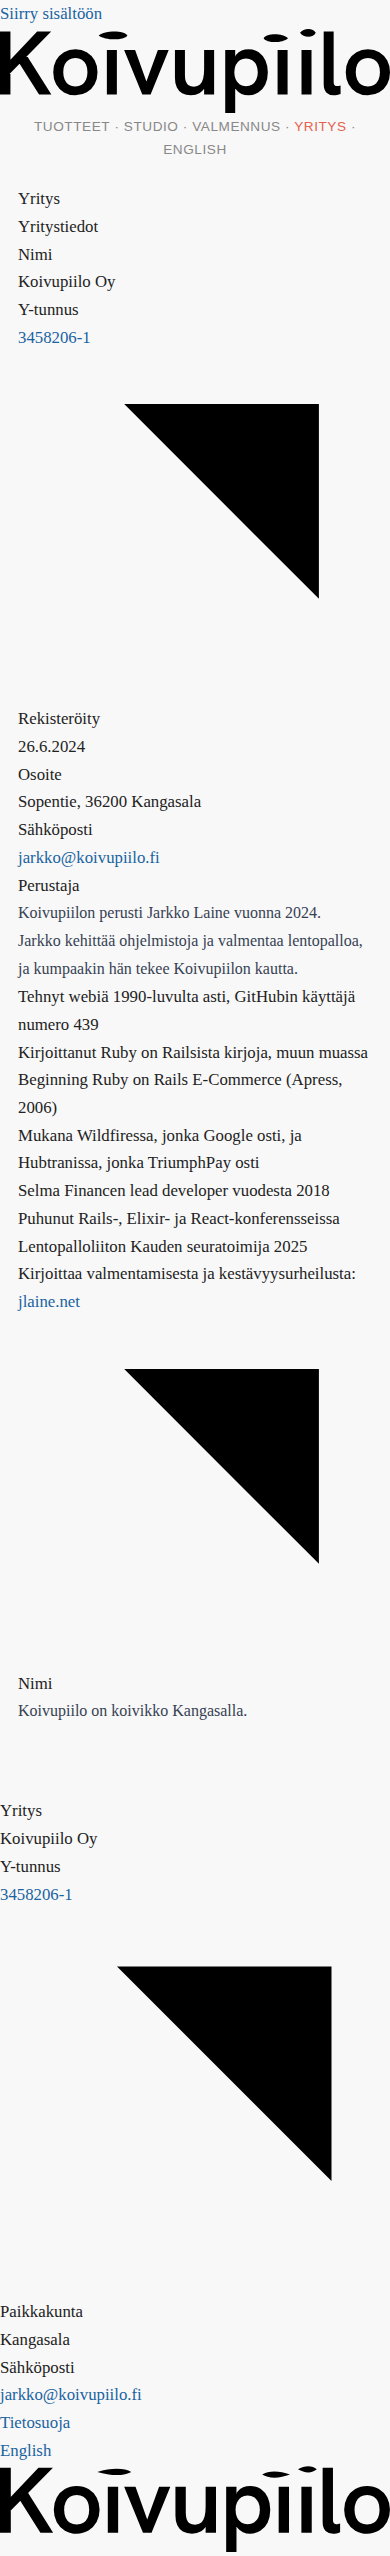 Siirry sisältöön
Koivupiilo
TUOTTEET · STUDIO · VALMENNUS · YRITYS ·
ENGLISH
Yritys
Yritystiedot
Nimi
Koivupiilo Oy
Y-tunnus
3458206-1
Rekisteröity
26.6.2024
Osoite
Sopentie, 36200 Kangasala
Sähköposti
jarkko@koivupiilo.fi
Perustaja
Koivupiilon perusti Jarkko Laine vuonna 2024.
Jarkko kehittää ohjelmistoja ja valmentaa lentopalloa,
ja kumpaakin hän tekee Koivupiilon kautta.
Tehnyt webiä 1990-luvulta asti, GitHubin käyttäjä
numero 439
Kirjoittanut Ruby on Railsista kirjoja, muun muassa
Beginning Ruby on Rails E-Commerce (Apress,
2006)
Mukana Wildfiressa, jonka Google osti, ja
Hubtranissa, jonka TriumphPay osti
Selma Financen lead developer vuodesta 2018
Puhunut Rails-, Elixir- ja React-konferensseissa
Lentopalloliiton Kauden seuratoimija 2025
Kirjoittaa valmentamisesta ja kestävyysurheilusta:
jlaine.net
Nimi
Koivupiilo on koivikko Kangasalla.
Yritys
Koivupiilo Oy
Y-tunnus
3458206-1
Paikkakunta
Kangasala
Sähköposti
jarkko@koivupiilo.fi
Tietosuoja
English
Koivupiilo